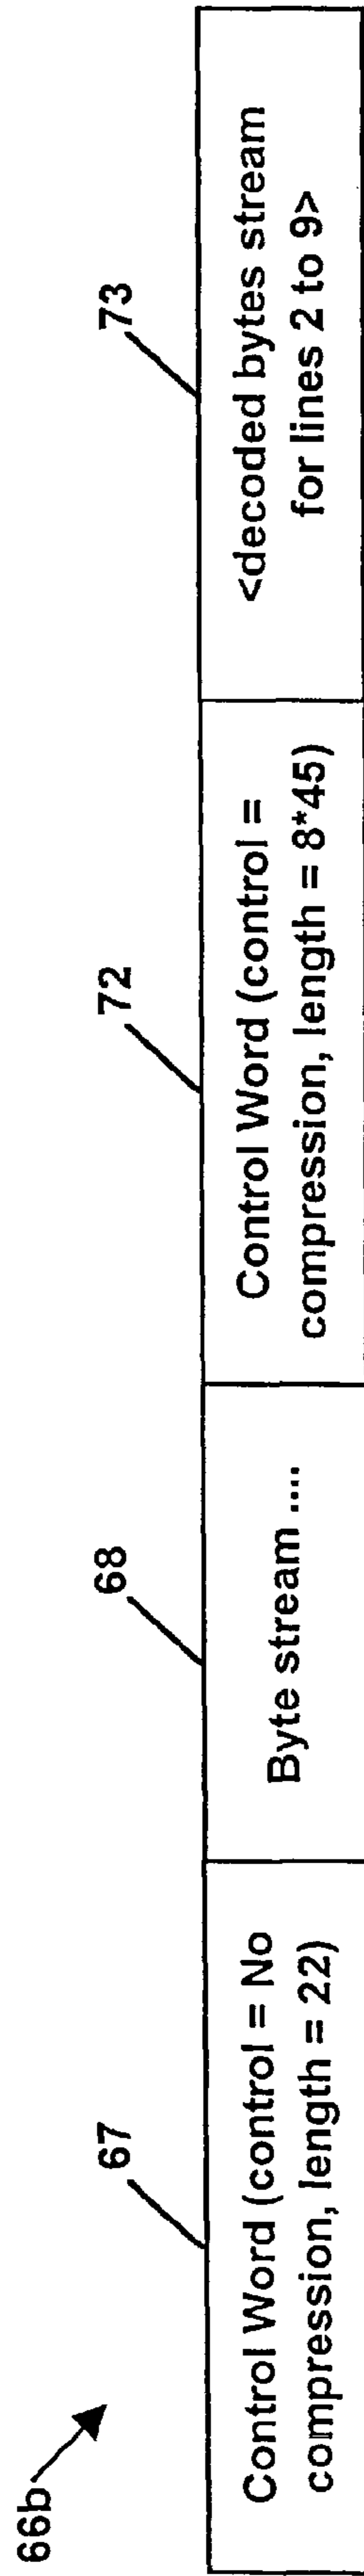 66b
67
68
72
73
Control Word (control = No
compression, length = 22)
Byte stream ....
Control Word (control =
compression, length = 8*45)
<decoded bytes stream
for lines 2 to 9>